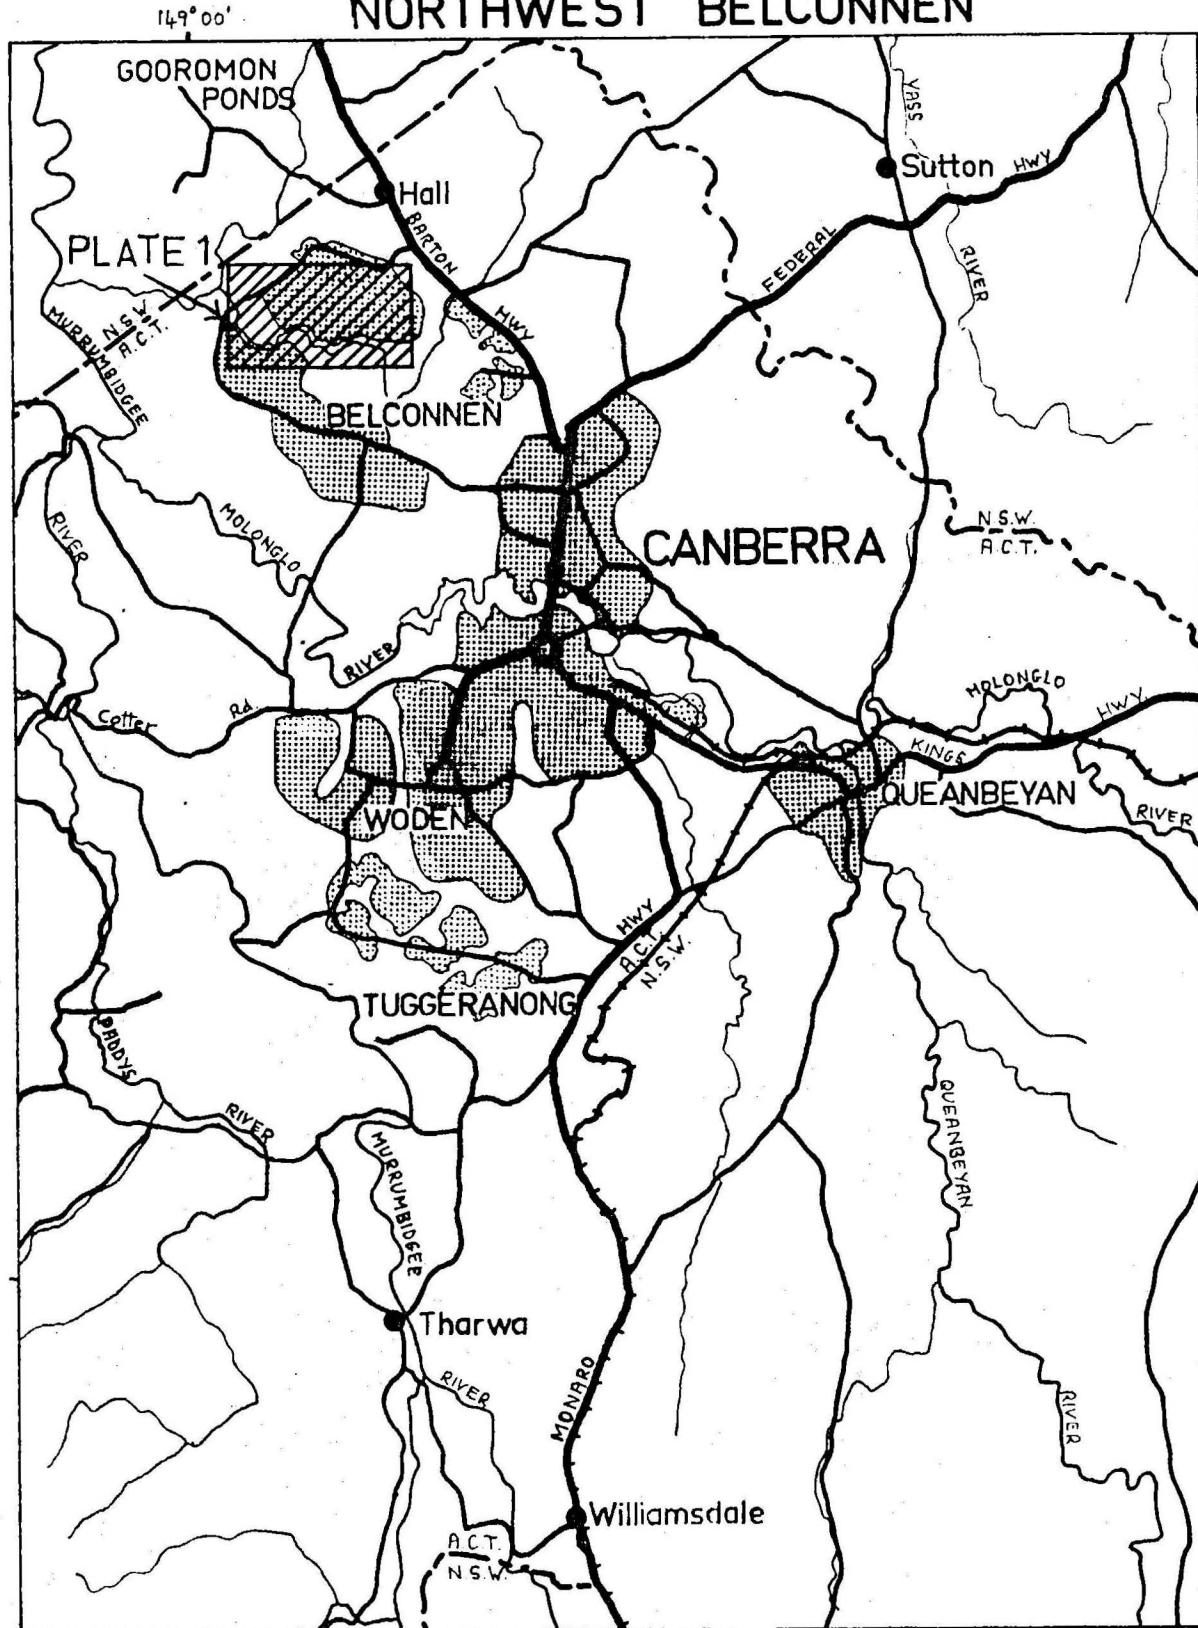 NORTHWEST BELCONNEN
149°00'
GOOROMON
PONDS
YASS
Sutton
HWY
Hall
BARTON
PLATE 1
FEDERAL
RIVER
N.S.W.
A.C.T.
MURRUMBIDGEE
HWY
BELCONNEN
RIVER
MOLONGLO
CANBERRA
N.S.W.
A.C.T.
RIVER
MOLONGLO
HWY
Cotter Rd.
KINGS
QUEANBEYAN
RIVER
WODEN
HWY
A.C.T.
N.S.W.
TUGGERANONG
PADDYS
RIVER
QUEANBEYAN
MURRUMBIDGEE
Tharwa
RIVER
MONARO
RIVER
Williamsdale
A.C.T.
N.S.W.